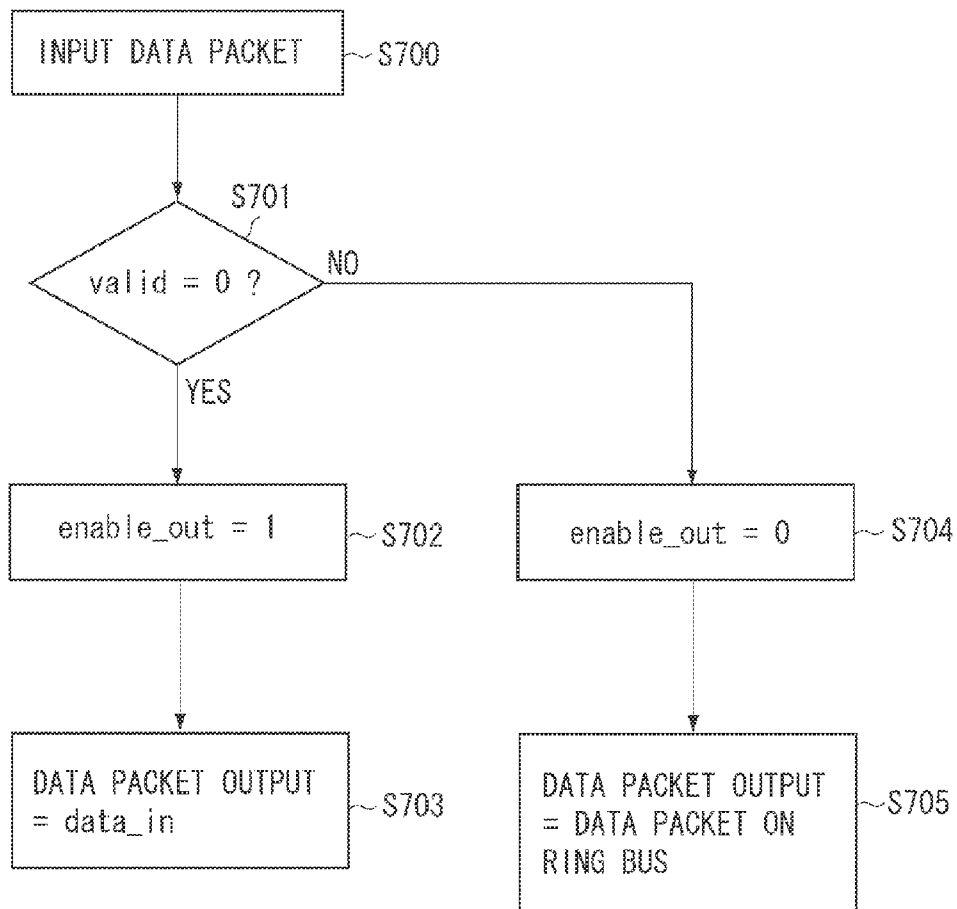 INPUT DATA PACKET
S700
S701
valid = 0 ?
NO
YES
enable_out = 1
S702
enable_out = 0
S704
DATA PACKET OUTPUT
= data_in
S703
DATA PACKET OUTPUT
= DATA PACKET ON
RING BUS
S705